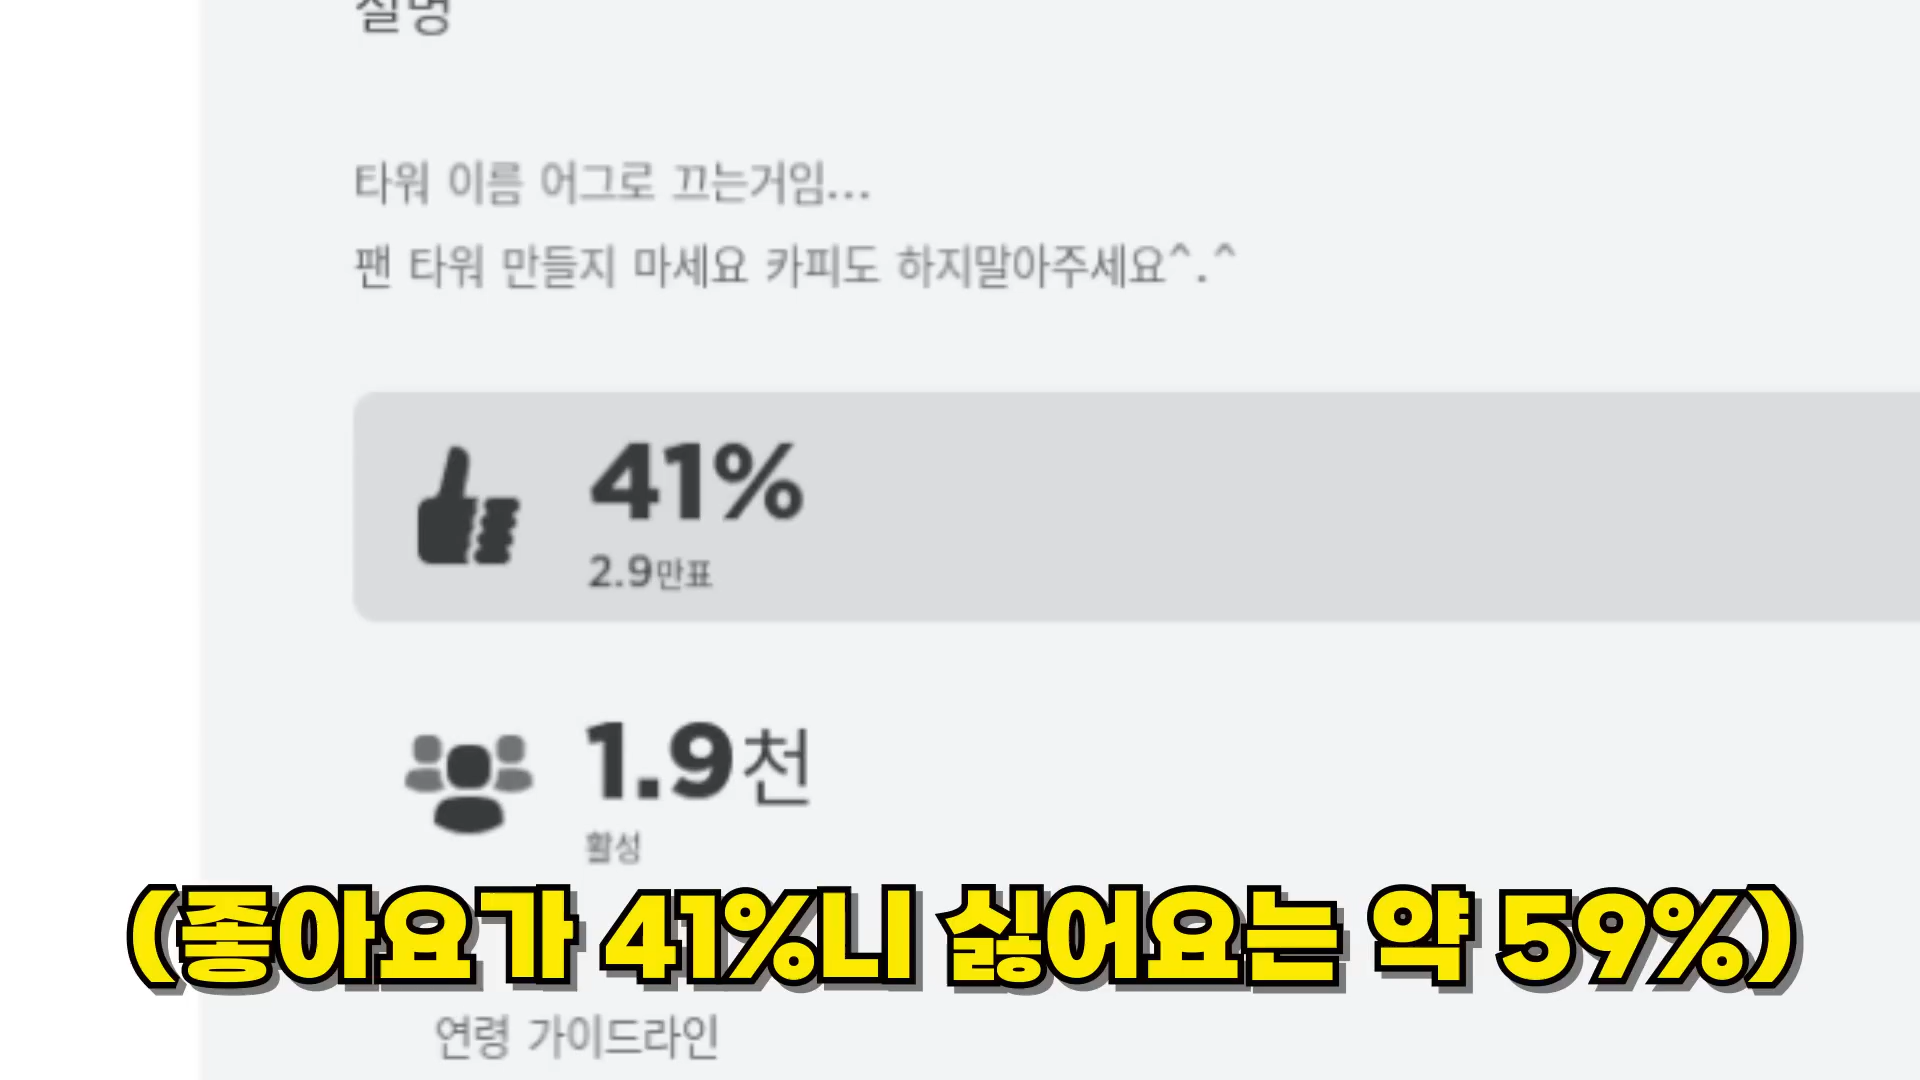 설명
타워 이름 어그로 끄는거임...
팬 타워 만들지 마세요 카피도 하지말아주세요^.^
41%
2.9만표
1.9천
활성
(좋아요가 41%니 싫어요는 약 59%)
연령 가이드라인